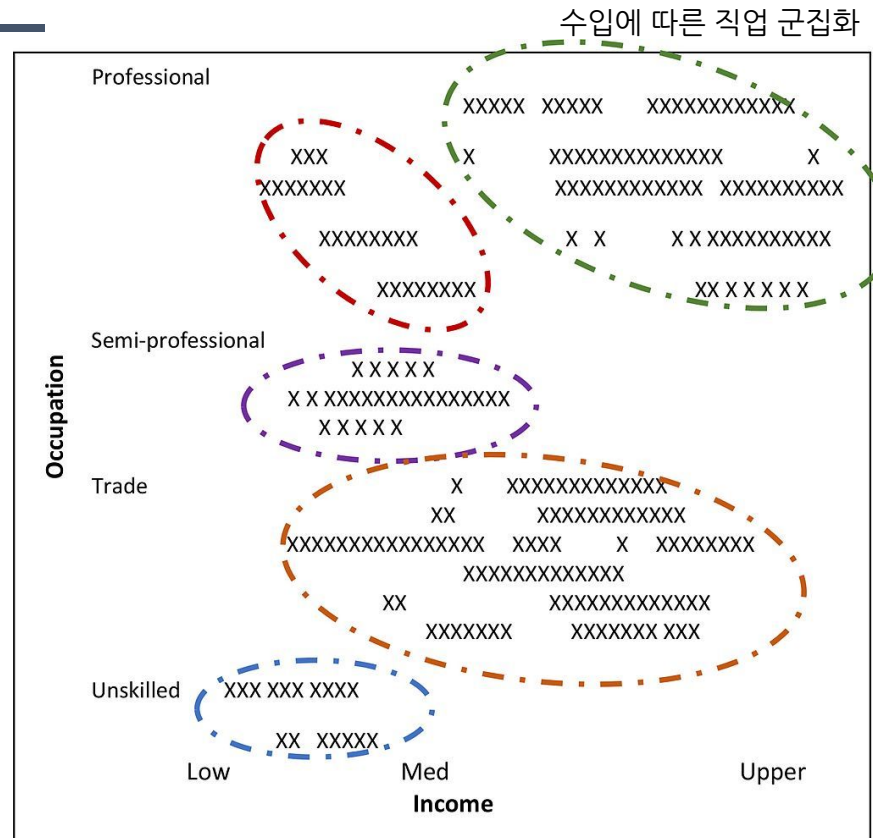 수입에 따른 직업 군집화
Professional
XXXXX XXXXX XXXXXXXXXXXX
XXX X XXXXXXXXXXXXXX X
XXXXXXX XXXXXXXXXXXX XXXXXXXXXX
XXXXXXXX X X X X XXXXXXXXXX
XXXXXXXX XX X X X X X
Semi-professional
X X X X X
X X XXXXXXXXXXXXXXX
X X X X X
Occupation
Trade X XXXXXXXXXXXXX
XX XXXXXXXXXXXX
XXXXXXXXXXXXXXXX XXXX X XXXXXXXX
XXXXXXXXXXXXX
XX XXXXXXXXXXXXX
XXXXXXX XXXXXXX XXX
Unskilled XXX XXX XXXX
XX XXXXX
Low Med Upper
Income